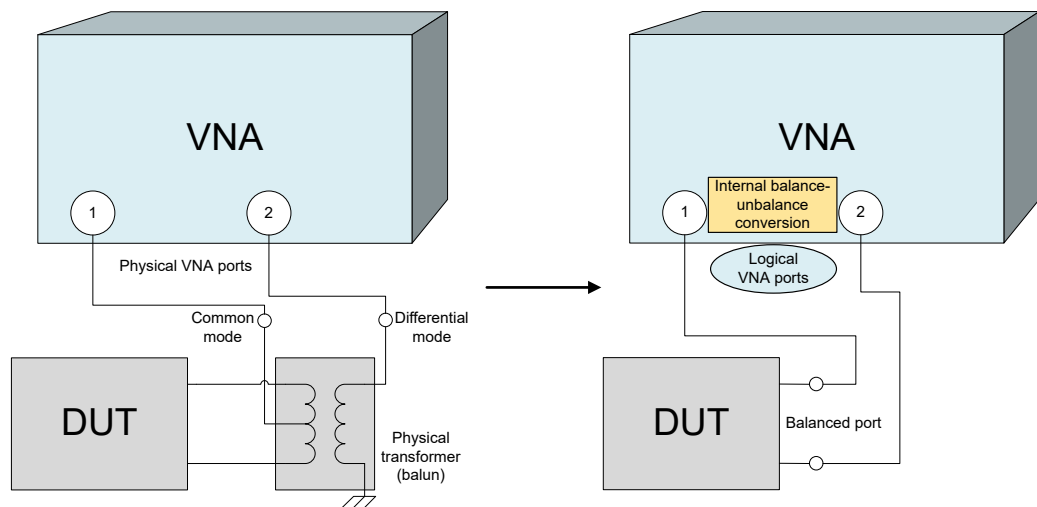 VNA
1
2
Physical VNA ports
Common
mode
Differential
mode
DUT
Physical
transformer
(balun)
VNA
1
Internal balance-
unbalance
conversion
2
Logical
VNA ports
DUT
Balanced port